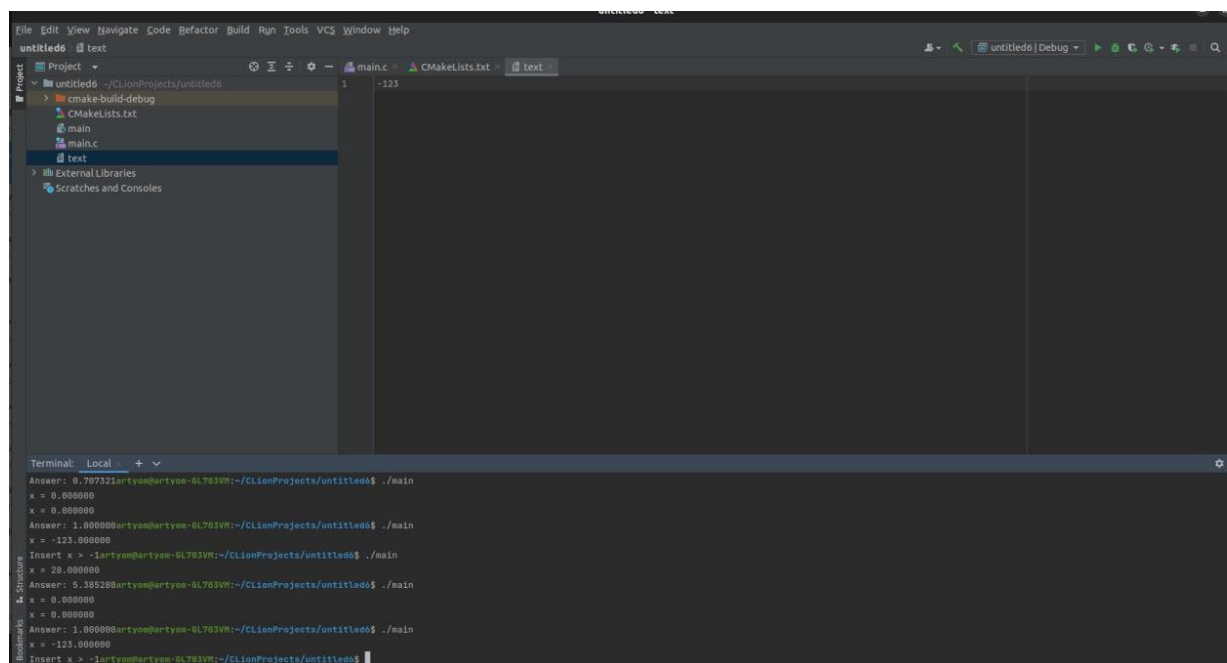 untitled6 - text
File Edit View Navigate Code Refactor Build Run Tools VCS Window Help
untitled6 text
untitled6 | Debug
Project
Project
main.c
CMakeLists.txt
text
untitled6 ~/CLionProjects/untitled6
1 -123
cmake-build-debug
CMakeLists.txt
main
main.c
text
External Libraries
Scratches and Consoles
Terminal: Local
Answer: 0.707321artyom@artyom-GL703VM:~/CLionProjects/untitled6$ ./main
x = 0.000000
x = 0.000000
Answer: 1.000000artyom@artyom-GL703VM:~/CLionProjects/untitled6$ ./main
x = -123.000000
Insert x > -1artyom@artyom-GL703VM:~/CLionProjects/untitled6$ ./main
x = 28.000000
Answer: 5.385280artyom@artyom-GL703VM:~/CLionProjects/untitled6$ ./main
x = 0.000000
x = 0.000000
Answer: 1.000000artyom@artyom-GL703VM:~/CLionProjects/untitled6$ ./main
x = -123.000000
Insert x > -1artyom@artyom-GL703VM:~/CLionProjects/untitled6$
Structure
Bookmarks